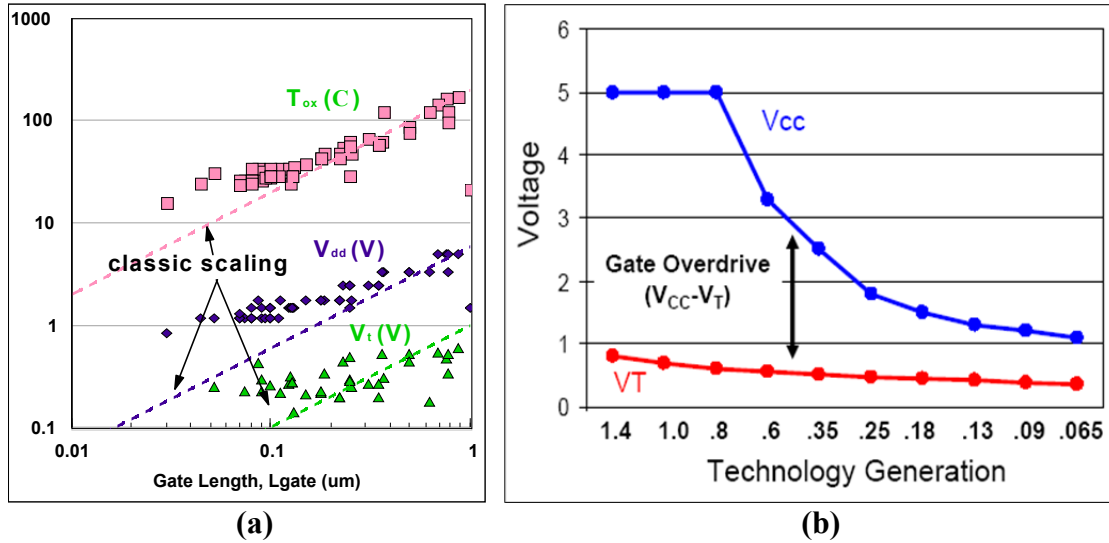 1000
100
10
1
0.1
0.01
0.1
1
Tox (C)
Vdd (V)
classic scaling
Vt (V)
Gate Length, Lgate (um)
(a)
6
5
4
3
2
1
0
Voltage
Vcc
Gate Overdrive
(VCC-VT)
VT
1.4 1.0 .8 .6 .35 .25 .18 .13 .09 .065
Technology Generation
(b)